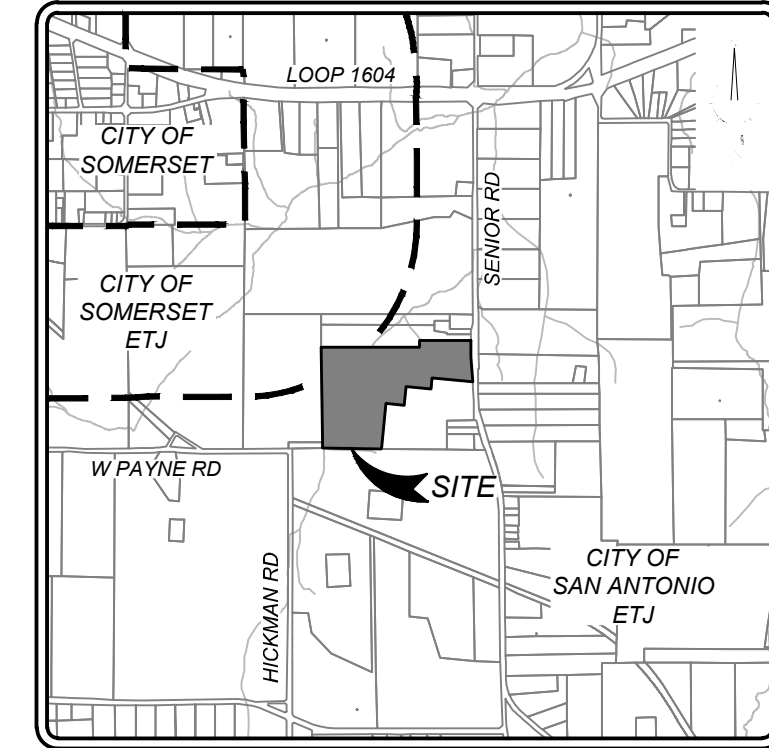 LOOP 1604
CITY OF
SOMERSET
SENIOR RD
CITY OF
SOMERSET
ETJ
W PAYNE RD
SITE
HICKMAN RD
CITY OF
SAN ANTONIO
ETJ